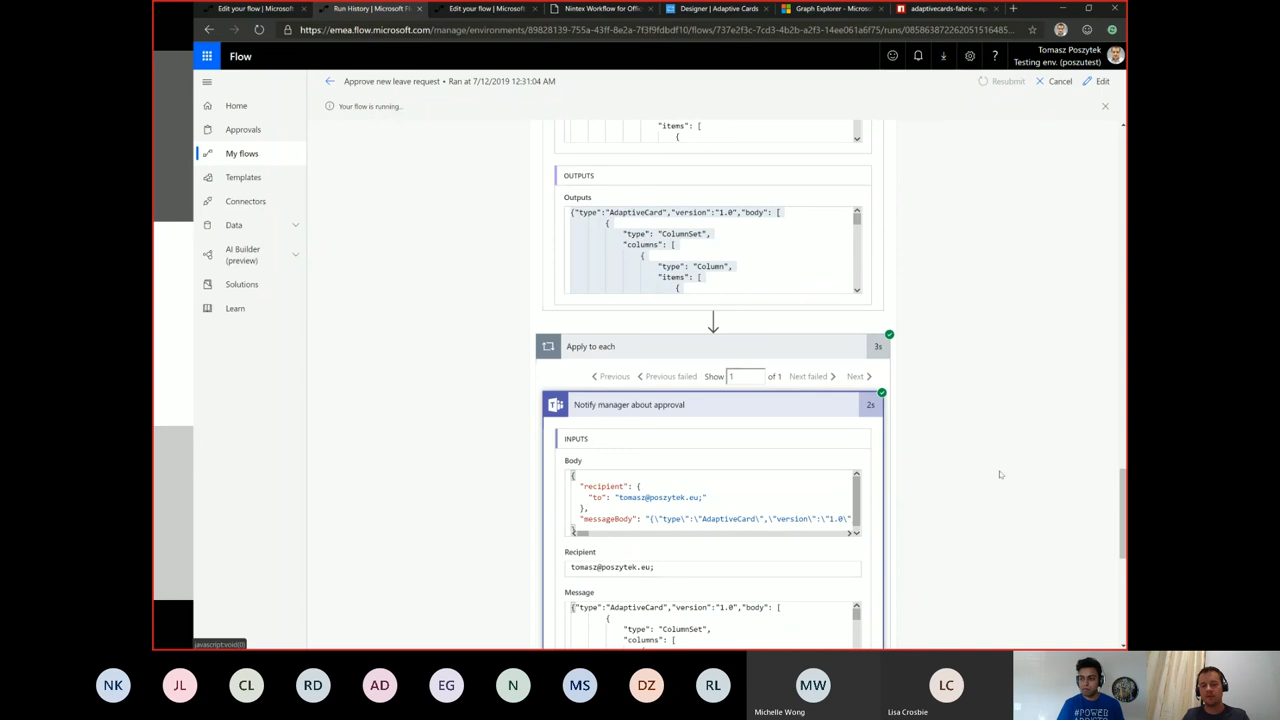 Edit your flow | Microsoft
Run History | Microsoft Fl
Edit your flow | Microsoft
Nintex Workflow for Offic
Designer | Adaptive Cards
Graph Explorer - Microsof
adaptivecards-fabric - np
https://emea.flow.microsoft.com/manage/environments/89828139-755a-43ff-8e2a-7f3f9fdbdf10/flows/737e2f3c-7cd3-4b2b-a2f3-14ee061a6f75/runs/08586387226205151648...
Flow
Tomasz Poszytek
Testing env. (poszutest)
Approve new leave request • Ran at 7/12/2019 12:31:04 AM
Resubmit
Cancel
Edit
Your flow is running...
Home
Approvals
My flows
Templates
Connectors
Data
AI Builder
(preview)
Solutions
Learn
"items": [
{
OUTPUTS
Outputs
{"type":"AdaptiveCard","version":"1.0","body": [
{
"type": "ColumnSet",
"columns": [
{
"type": "Column",
"items": [
{
Apply to each
3s
Previous
Previous failed
Show
1
of 1
Next failed
Next
Notify manager about approval
2s
INPUTS
Body
{
"recipient": {
"to": "tomasz@poszytek.eu;"
},
"messageBody": "{\"type\":\"AdaptiveCard\",\"version\":\"1.0\"
}
Recipient
tomasz@poszytek.eu;
Message
{"type":"AdaptiveCard","version":"1.0","body": [
{
"type": "ColumnSet",
"columns": [
javascript:void(0)
NK
JL
CL
RD
AD
EG
N
MS
DZ
RL
MW
LC
Michelle Wong
Lisa Crosbie